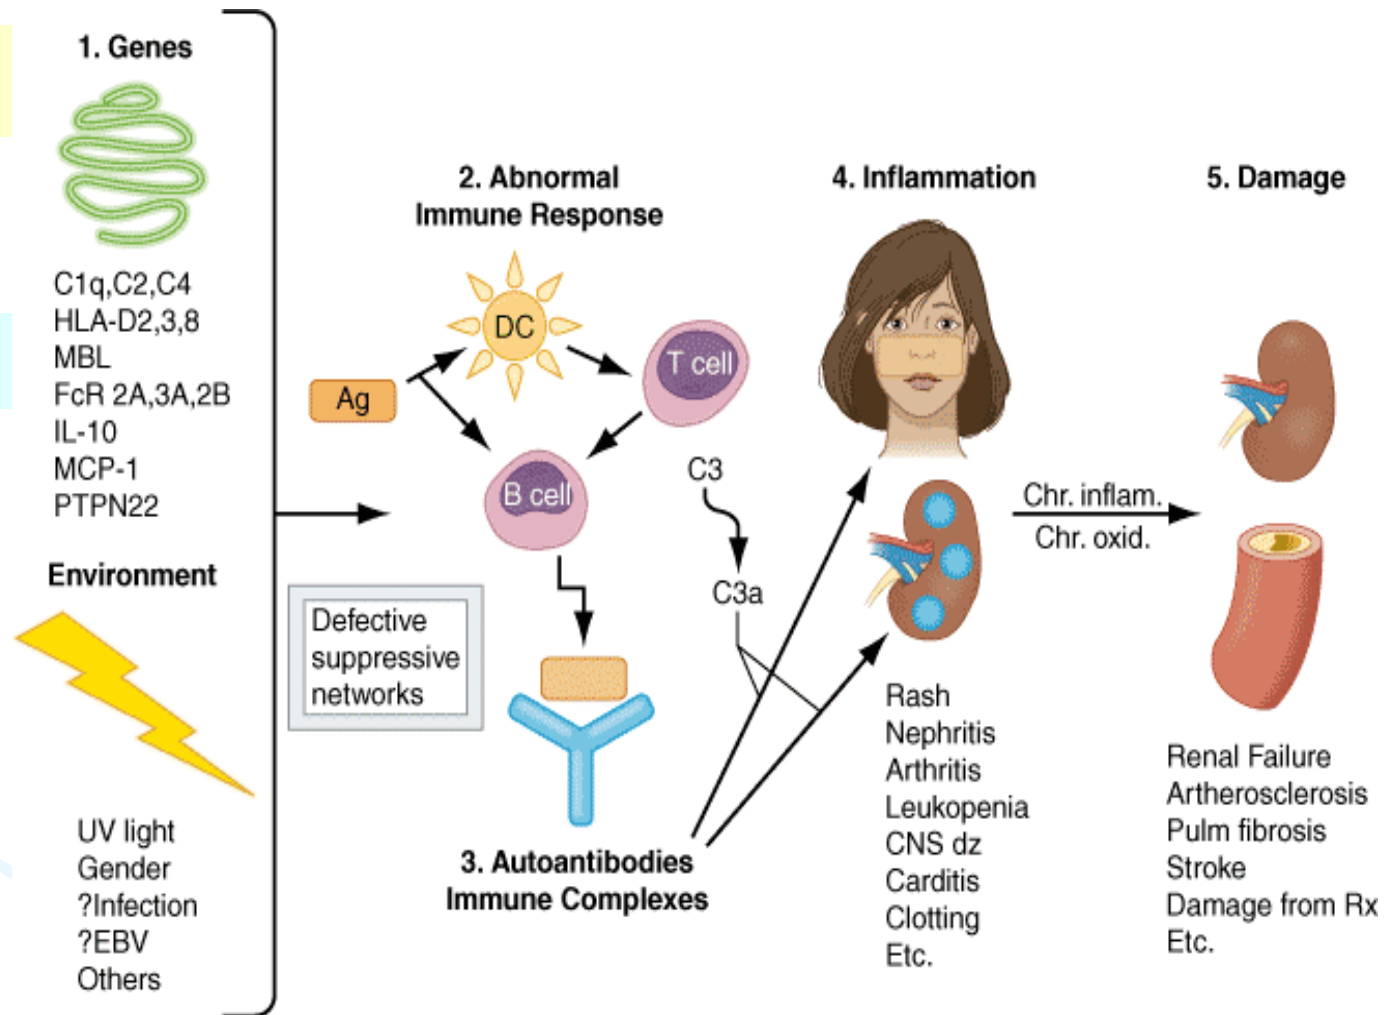 1. Genes
C1q,C2,C4
HLA-D2,3,8
MBL
FcR 2A,3A,2B
IL-10
MCP-1
PTPN22
Environment
UV light
Gender
?Infection
?EBV
Others
2. Abnormal
Immune Response
DC
T cell
Ag
B cell
C3
C3a
Defective
suppressive
networks
3. Autoantibodies
Immune Complexes
4. Inflammation
Rash
Nephritis
Arthritis
Leukopenia
CNS dz
Carditis
Clotting
Etc.
Chr. inflam.
Chr. oxid.
5. Damage
Renal Failure
Artherosclerosis
Pulm fibrosis
Stroke
Damage from Rx
Etc.